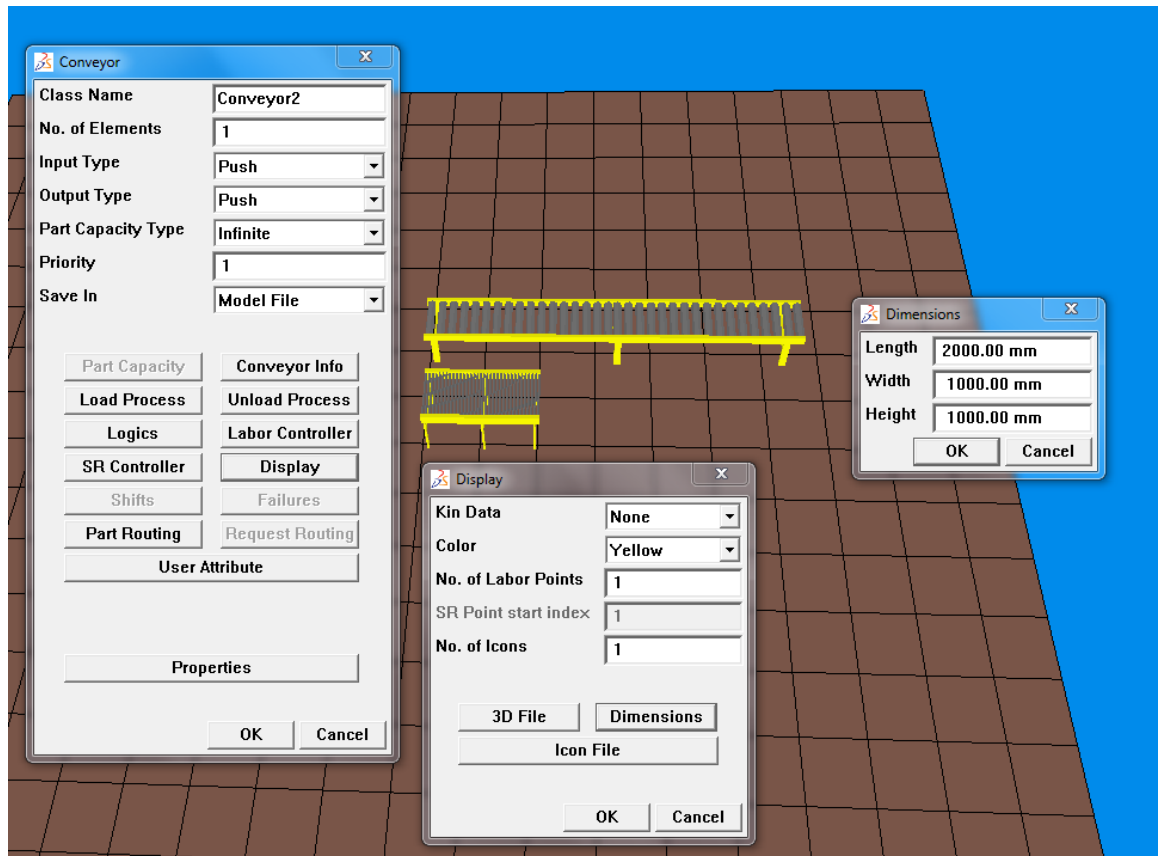 Conveyor
Class Name Conveyor2
No. of Elements 1
Input Type Push
Output Type Push
Part Capacity Type Infinite
Priority 1
Save In Model File
Part Capacity Conveyor Info
Load Process Unload Process
Logics Labor Controller
SR Controller Display
Shifts Failures
Part Routing Request Routing
User Attribute
Properties
OK Cancel
Display
Kin Data None
Color Yellow
No. of Labor Points 1
SR Point start index 1
No. of Icons 1
3D File Dimensions
Icon File
OK Cancel
Dimensions
Length 2000.00 mm
Width 1000.00 mm
Height 1000.00 mm
OK Cancel